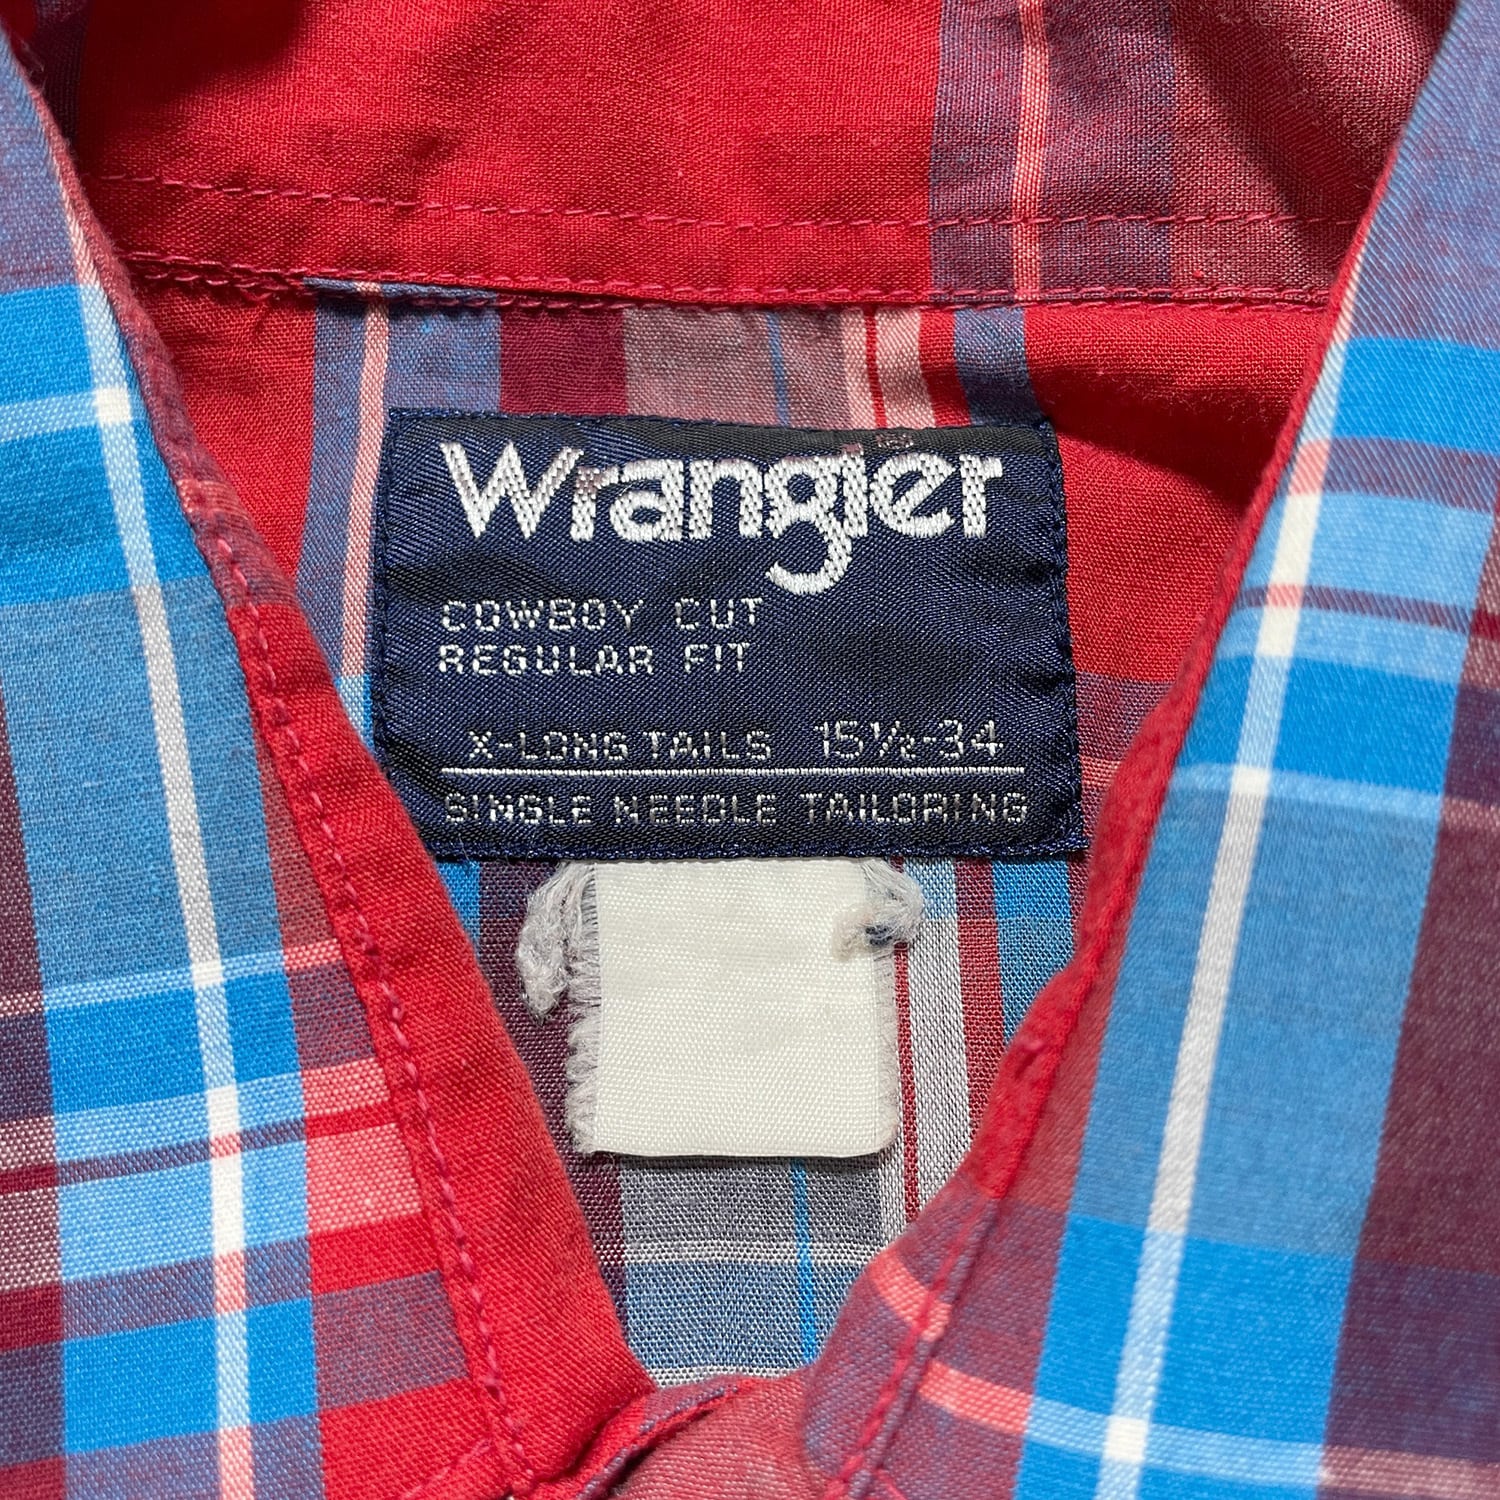 Wrangler
COWBOY CUT
REGULAR FIT
X-LONG TAILS 15½-34
SINGLE NEEDLE TAILORING